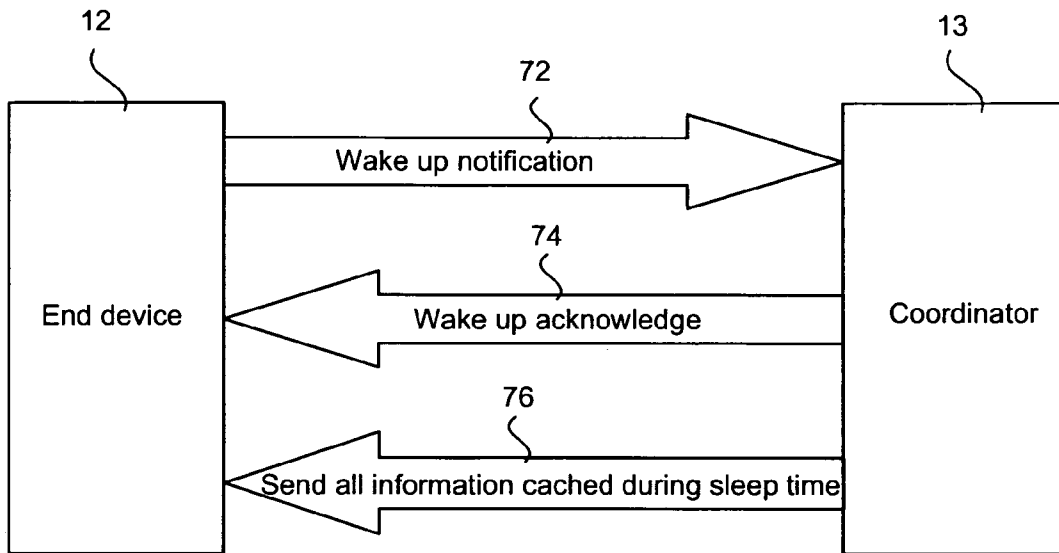 12
13
72
Wake up notification
74
End device
Wake up acknowledge
Coordinator
76
Send all information cached during sleep time